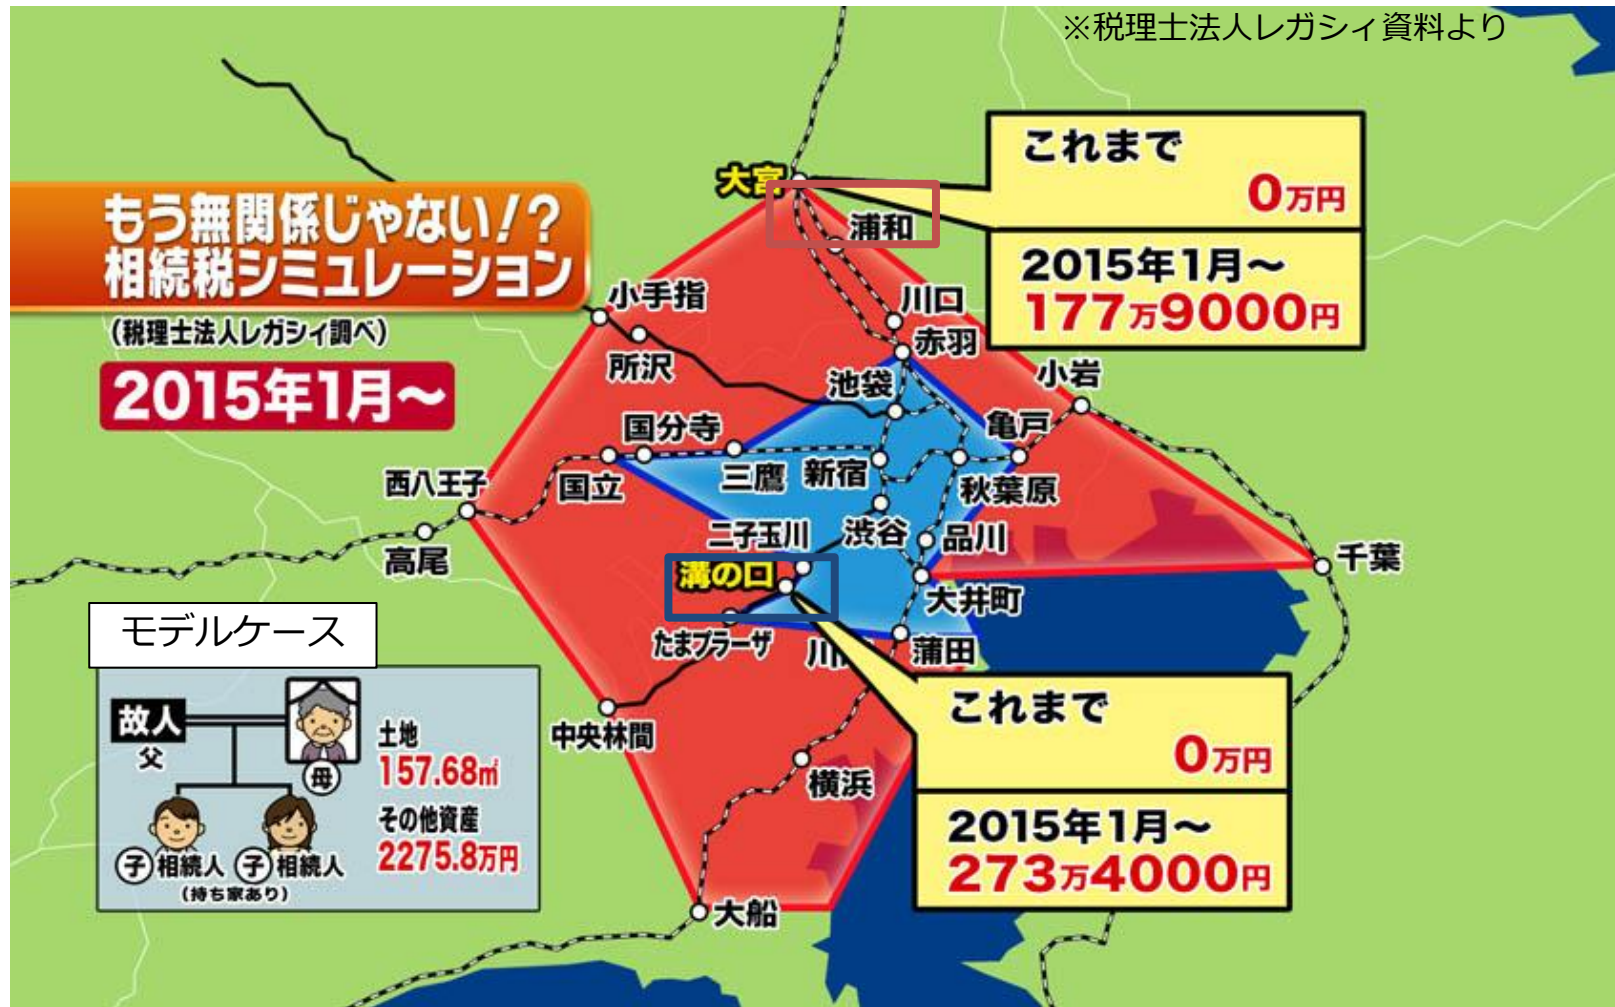 ※税理士法人レガシィ資料より
もう無関係じゃない!?
相続税シミュレーション
(税理士法人レガシィ調べ)
2015年1月～
大宮
浦和
これまで
0万円
2015年1月～
177万9000円
小手指
川口
所沢
赤羽
池袋
小岩
国分寺
亀戸
西八王子
国立
三鷹
新宿
秋葉原
高尾
二子玉川
渋谷
品川
千葉
溝の口
大井町
たまプラーザ
蒲田
中央林間
横浜
大船
これまで
0万円
2015年1月～
273万4000円
モデルケース
故人
父
母
土地
157.68㎡
その他資産
2275.8万円
子 相続人 子 相続人
(持ち家あり)